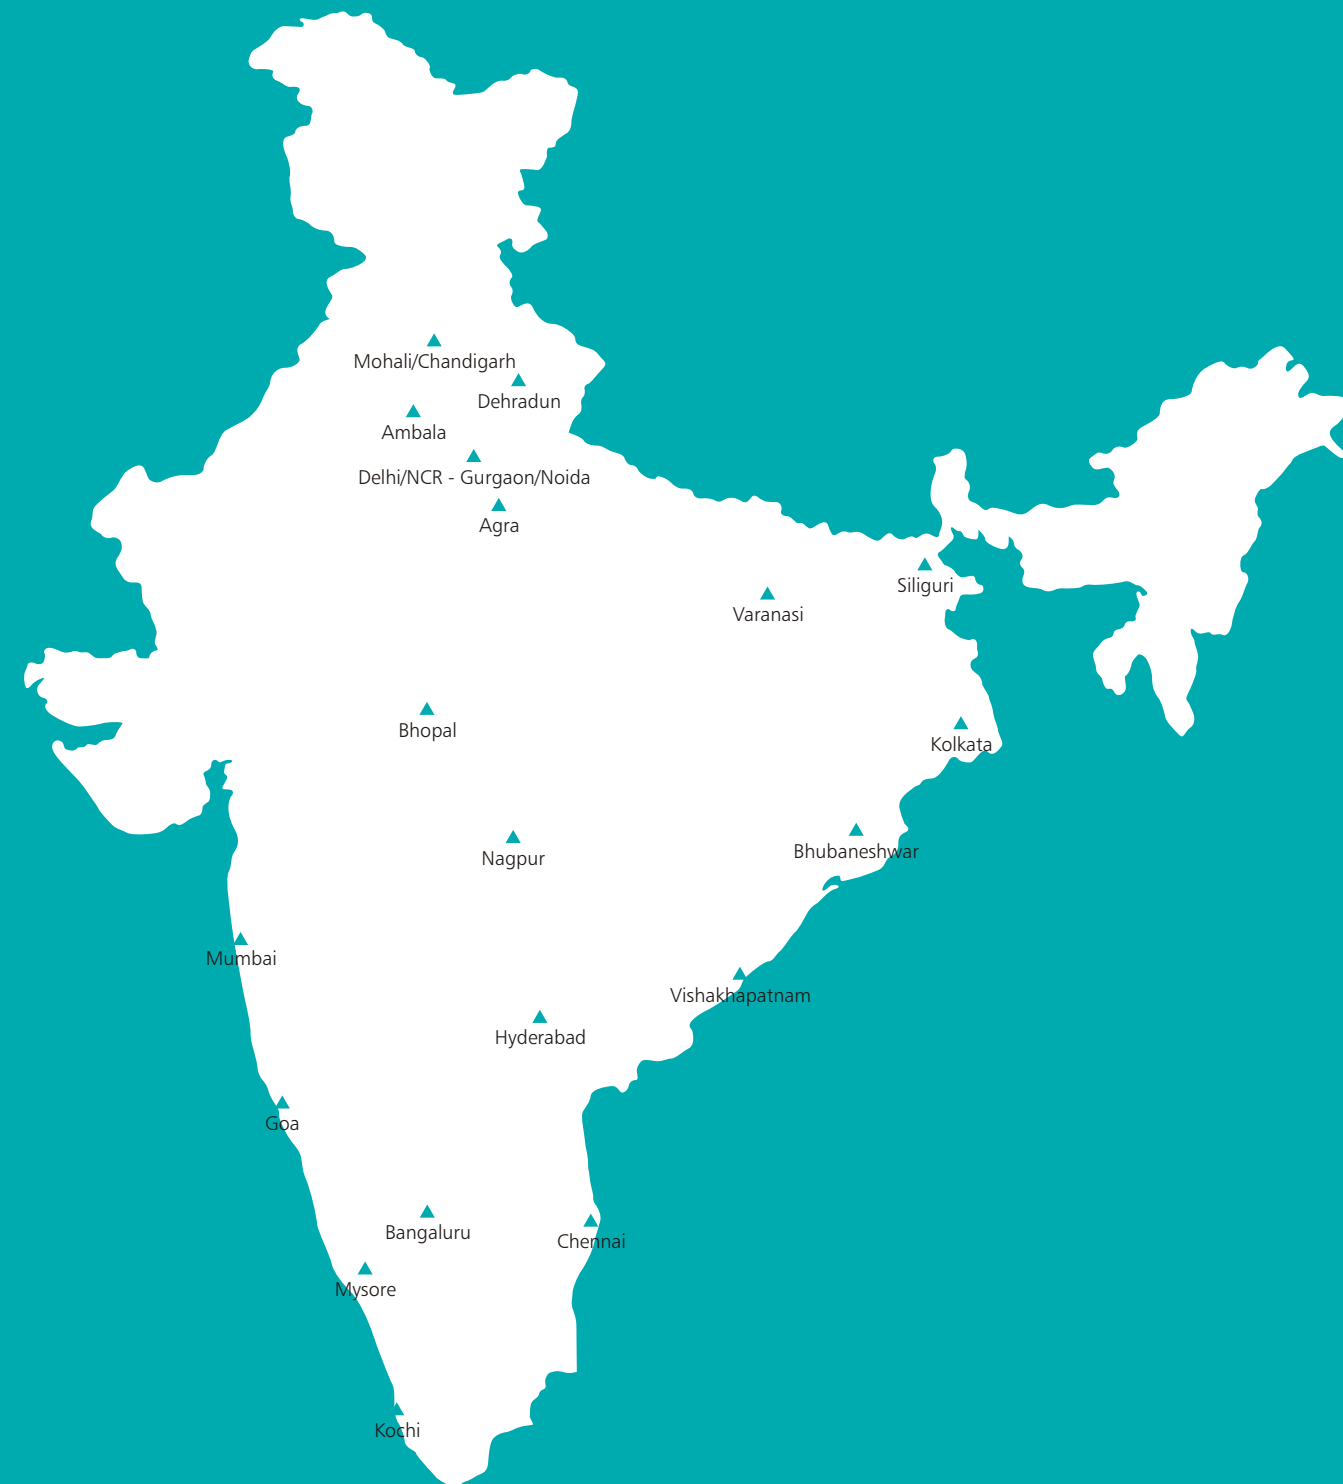 Mohali/Chandigarh
Dehradun
Ambala
Delhi/NCR - Gurgaon/Noida
Agra
Siliguri
Varanasi
Bhopal
Kolkata
Bhubaneshwar
Nagpur
Mumbai
Vishakhapatnam
Hyderabad
Goa
Bangaluru
Chennai
Mysore
Kochi